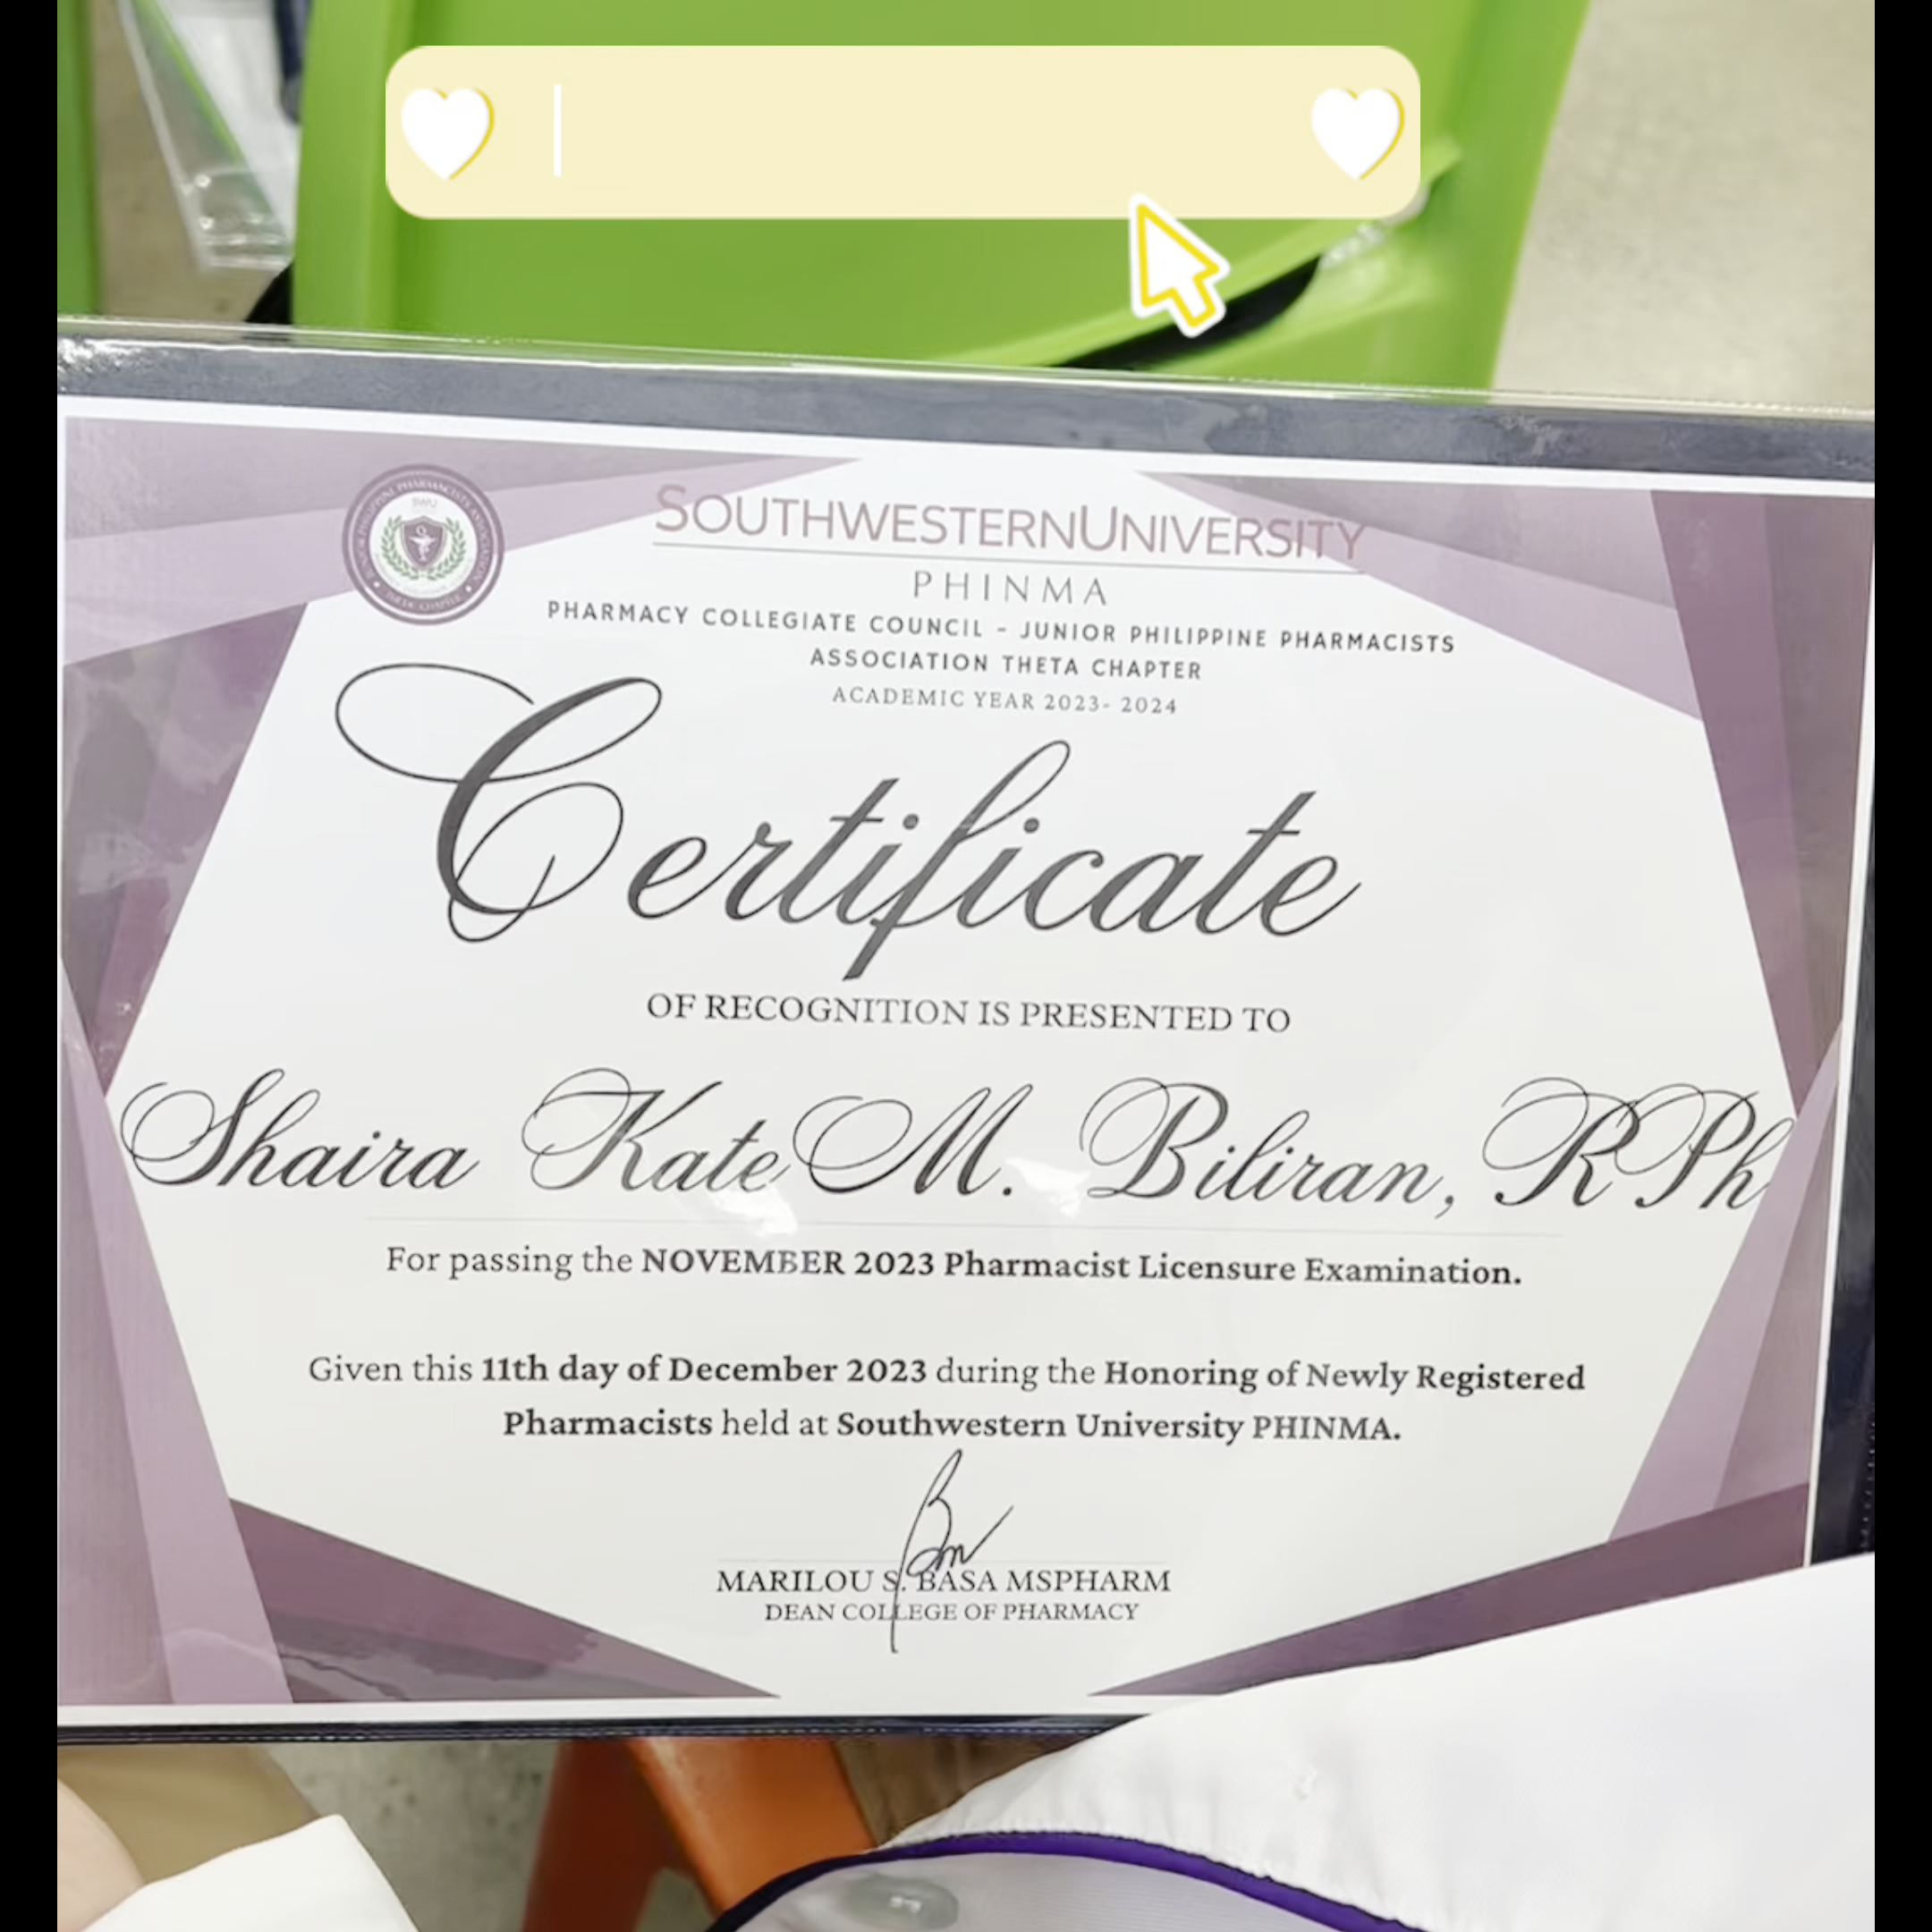 SOUTHWESTERNUNIVERSITY
PHINMA
PHARMACY COLLEGIATE COUNCIL - JUNIOR PHILIPPINE PHARMACISTS
ASSOCIATION THETA CHAPTER
ACADEMIC YEAR 2023- 2024
Certificate
OF RECOGNITION IS PRESENTED TO
Shaira Kate M. Biliran, RPh
For passing the NOVEMBER 2023 Pharmacist Licensure Examination.
Given this 11th day of December 2023 during the Honoring of Newly Registered
Pharmacists held at Southwestern University PHINMA.
MARILOU S. BASA MSPHARM
DEAN COLLEGE OF PHARMACY